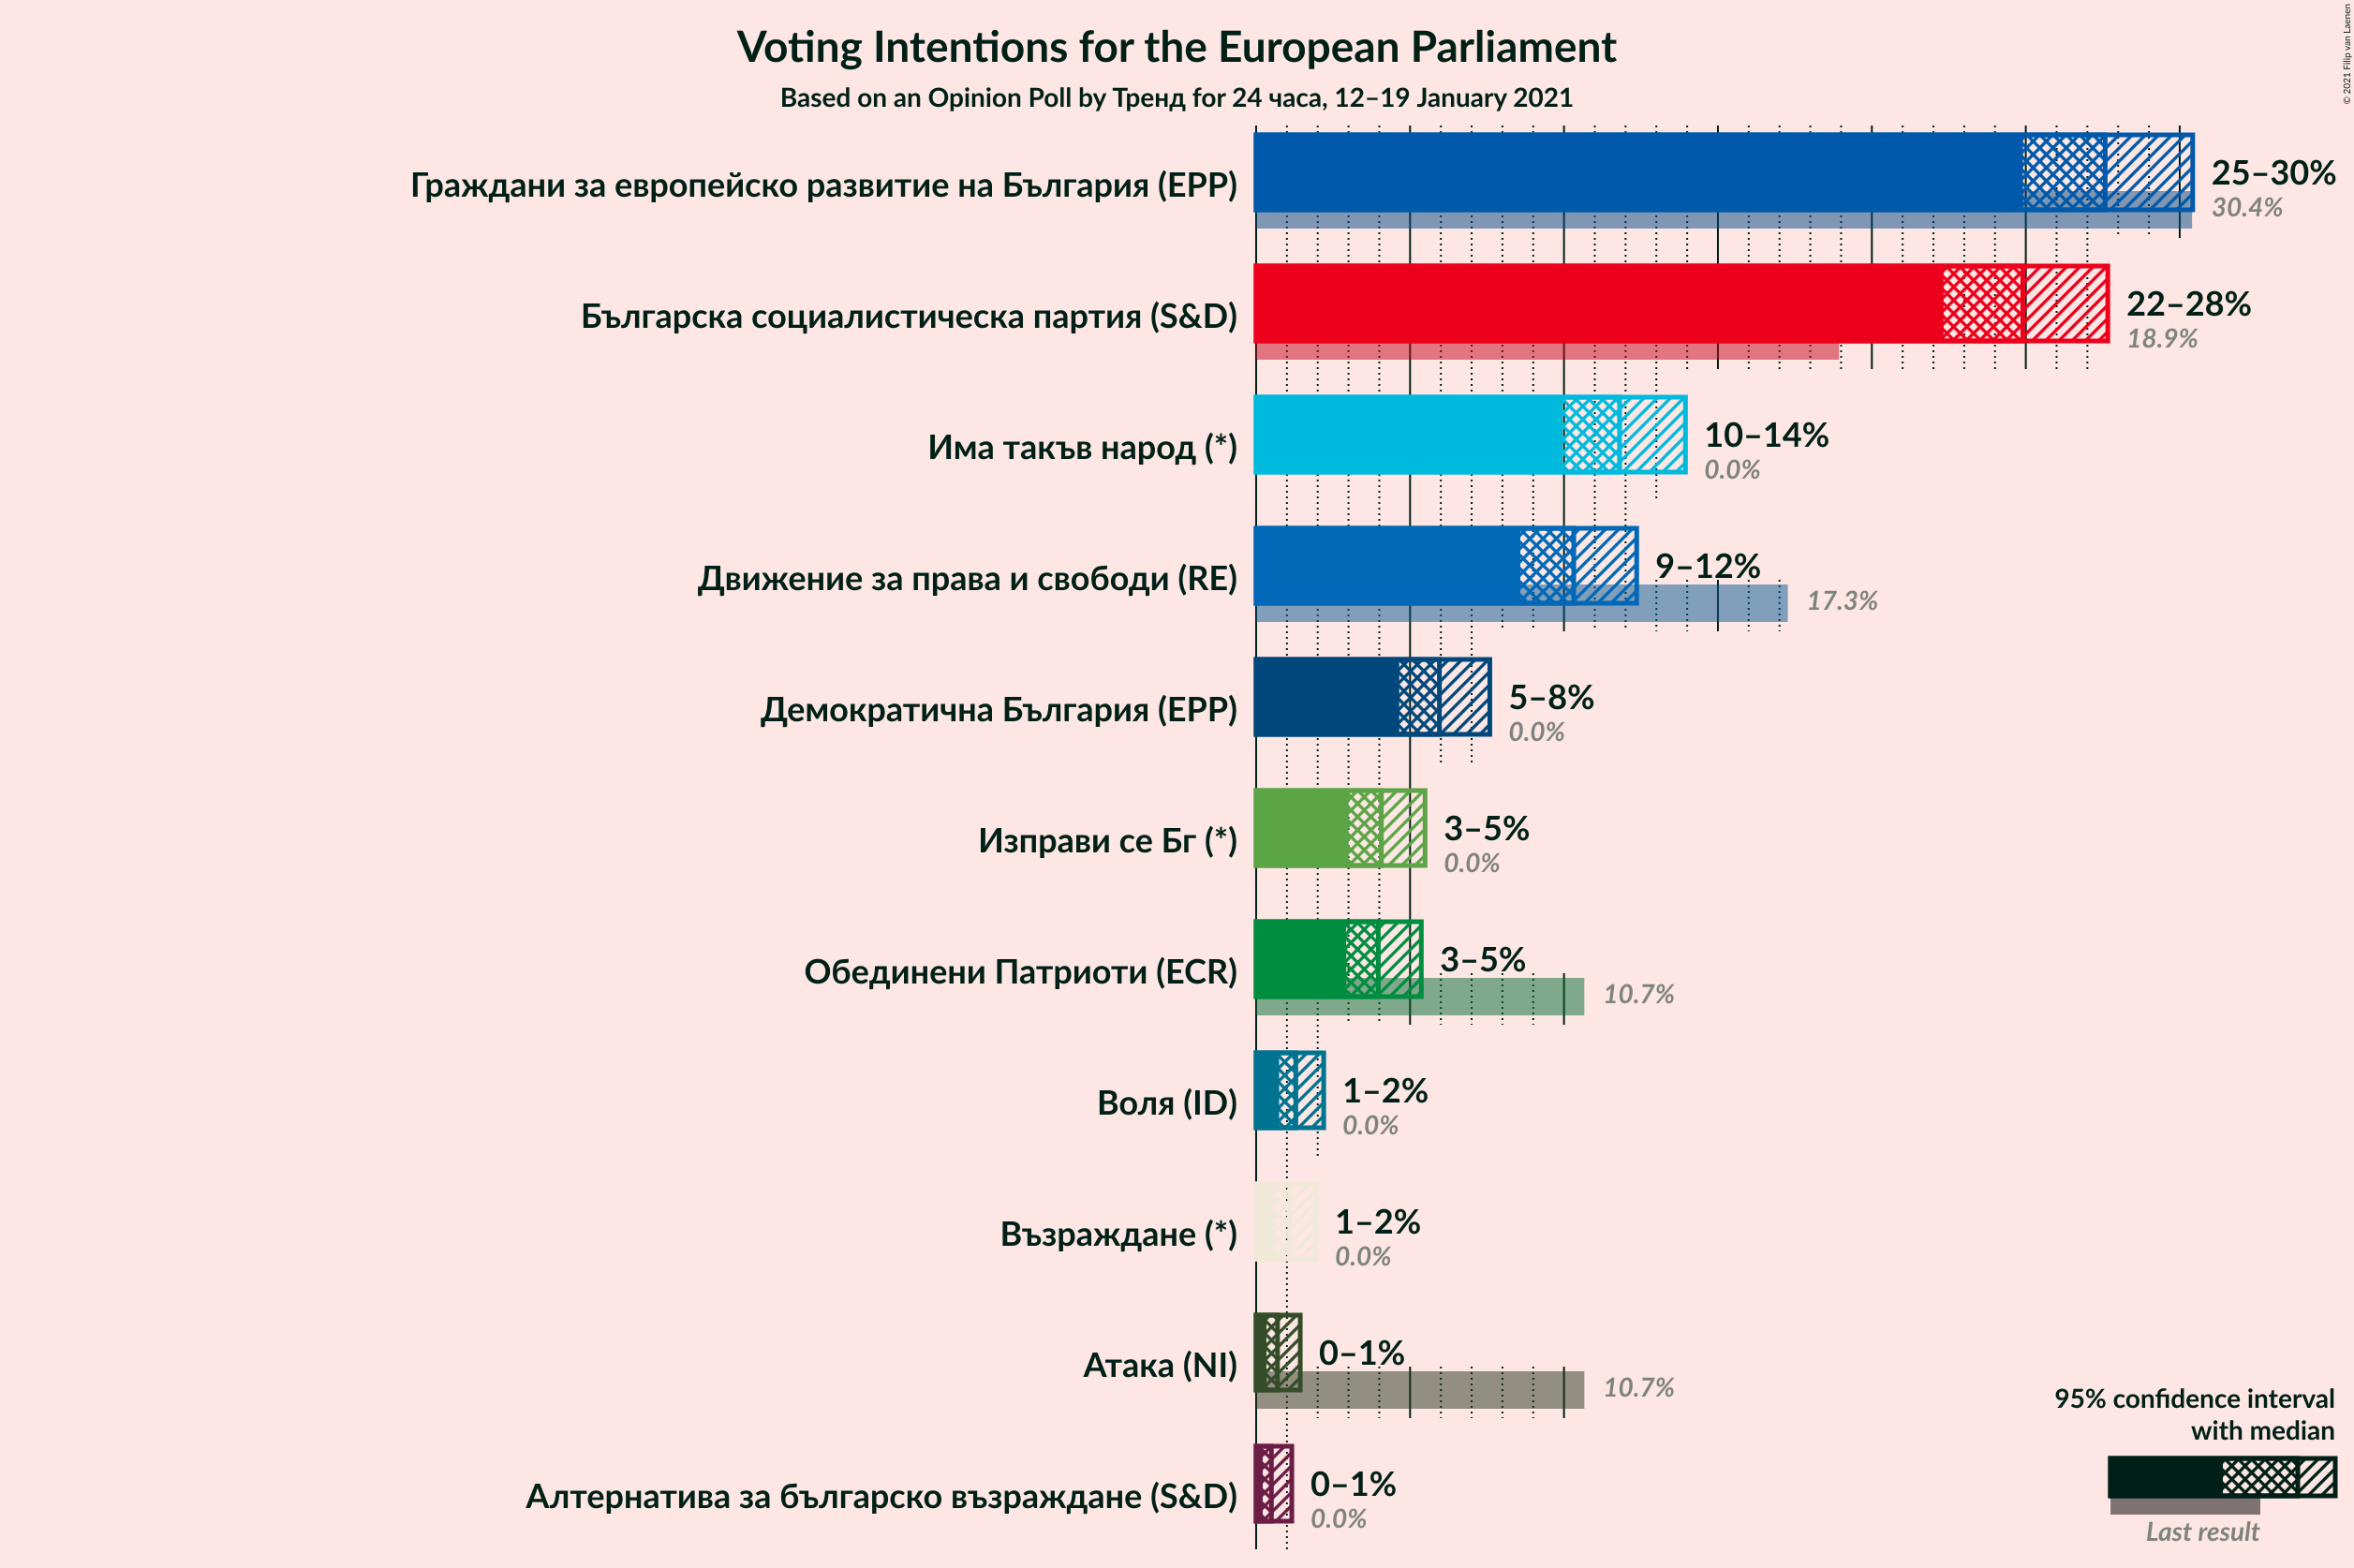 Voting Intentions for the European Parliament
Based on an Opinion Poll by Тренд for 24 часа, 12–19 January 2021
© 2021 Filip van Laenen
Граждани за европейско развитие на България (EPP)
25–30%
30.4%
Българска социалистическа партия (S&D)
22–28%
18.9%
Има такъв народ (*)
10–14%
0.0%
Движение за права и свободи (RE)
9–12%
17.3%
Демократична България (EPP)
5–8%
0.0%
Изправи се Бг (*)
3–5%
0.0%
Обединени Патриоти (ECR)
3–5%
10.7%
Воля (ID)
1–2%
0.0%
Възраждане (*)
1–2%
0.0%
Атака (NI)
0–1%
10.7%
Алтернатива за българско възраждане (S&D)
0–1%
0.0%
95% confidence interval
with median
Last result